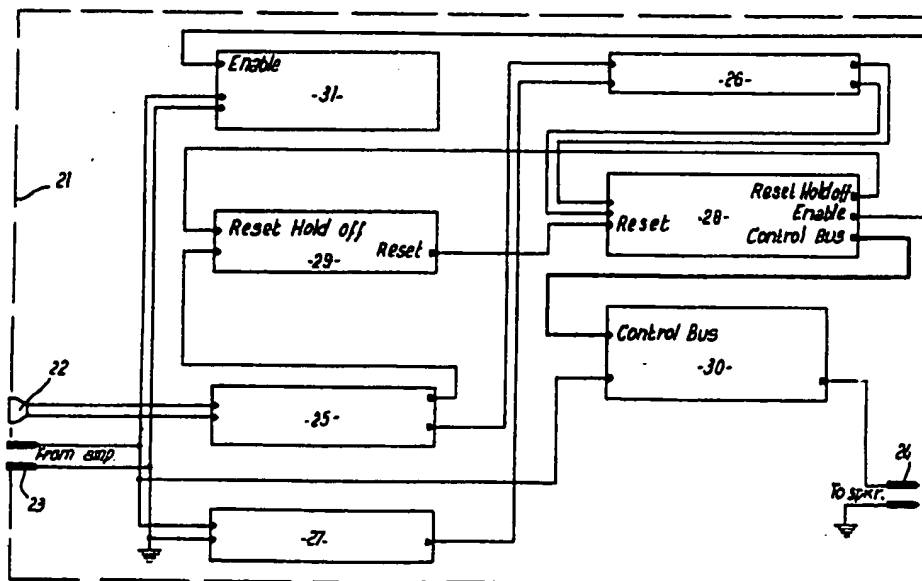 Enable
-31-
-26-
21
Reset Hold off
Enable
Control Bus
Reset
-28-
Reset Hold off
Reset
-29-
Control Bus
-30-
22
-25-
From amp.
23
24
To spkr.
-27-